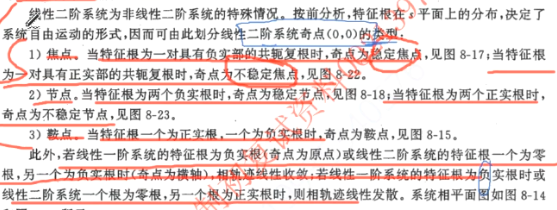 线性二阶系统为非线性二阶系统的特殊情况。按前分析,特征根在 s 平面上的分布,决定了
系统自由运动的形式,因而可由此划分线性二阶系统奇点(0,0)的类型。
1) 焦点。当特征根为一对具有负实部的共轭复根时,奇点为稳定焦点,见图 8-17;当特征根
为一对具有正实部的共轭复根时,奇点为不稳定焦点,见图 8-22。
2) 节点。当特征根为两个负实根时,奇点为稳定节点,见图 8-18;当特征根为两个正实根时,
奇点为不稳定节点,见图 8-23。
3) 鞍点。当特征根一个为正实根,一个为负实根时,奇点为鞍点,见图 8-15。
此外,若线性一阶系统的特征根为负实根(奇点为原点)或线性二阶系统的特征根一个为零
根,另一个为负实根时(奇点为横轴),相轨迹线性收敛;若线性一阶系统的特征根为负实根时或
线性二阶系统一个根为零根,另一个根为正实根时,则相轨迹线性发散。系统相平面图如图 8-14